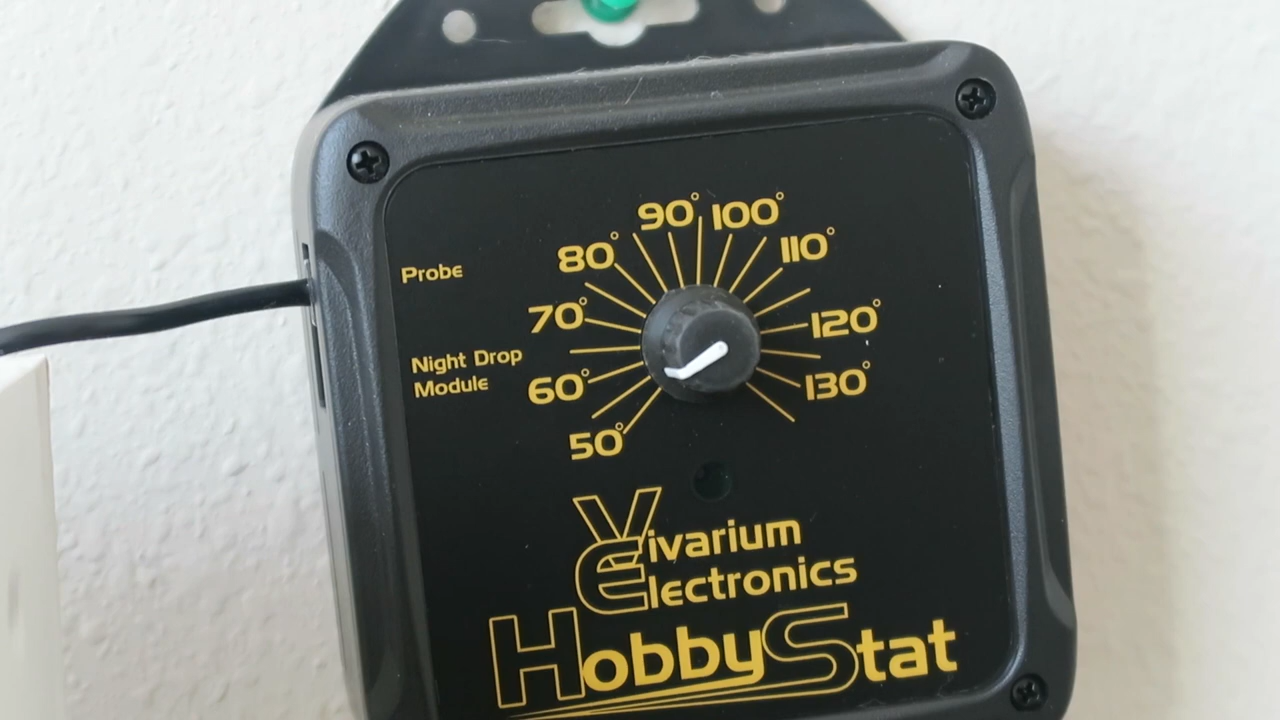 90° 100°
80° 110°
Probe
70° 120°
Night Drop
Module
60° 130°
50°
Vivarium
Electronics
HobbyStat